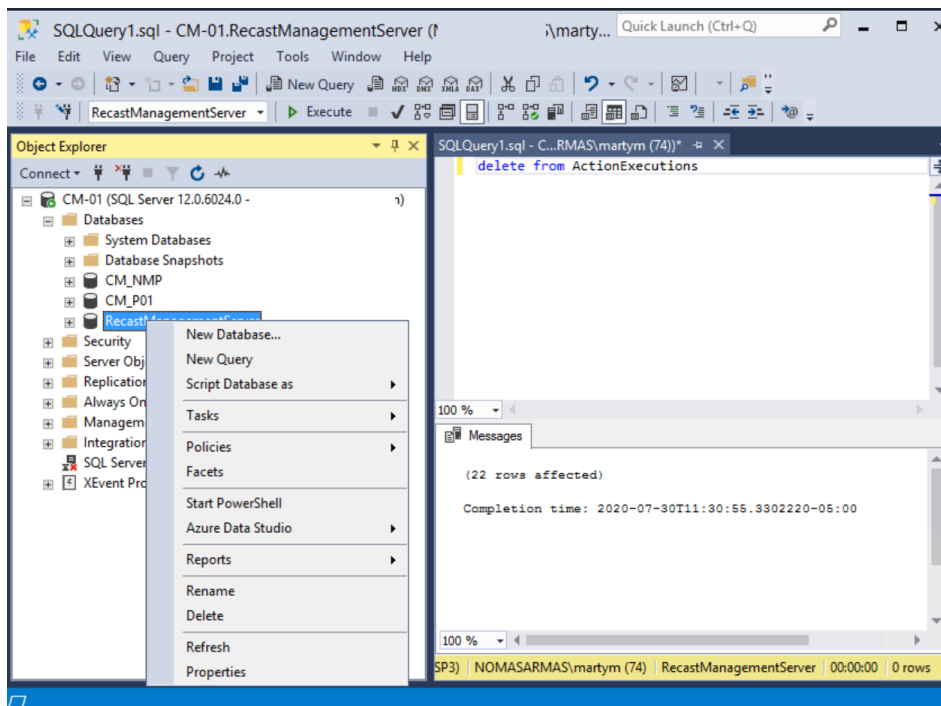 SQLQuery1.sql - CM-01.RecastManagementServer (N
\marty...
Quick Launch (Ctrl+Q)
File Edit View Query Project Tools Window Help
New Query MDX DMX XMLA DAX
RecastManagementServer Execute
Object Explorer
Connect
CM-01 (SQL Server 12.0.6024.0 -
Databases
System Databases
Database Snapshots
CM_NMP
CM_P01
Security
Server Obj
Replication
Always On
Managem
Integration
SQL Server
XEvent Pro
New Database...
New Query
Script Database as
Tasks
Policies
Facets
Start PowerShell
Azure Data Studio
Reports
Rename
Delete
Refresh
Properties
SQLQuery1.sql - C...RMAS\martym (74))*
delete from ActionExecutions
100 %
Messages
(22 rows affected)
Completion time: 2020-07-30T11:30:55.3302220-05:00
100 %
SP3) NOMASARMAS\martym (74) RecastManagementServer 00:00:00 0 rows